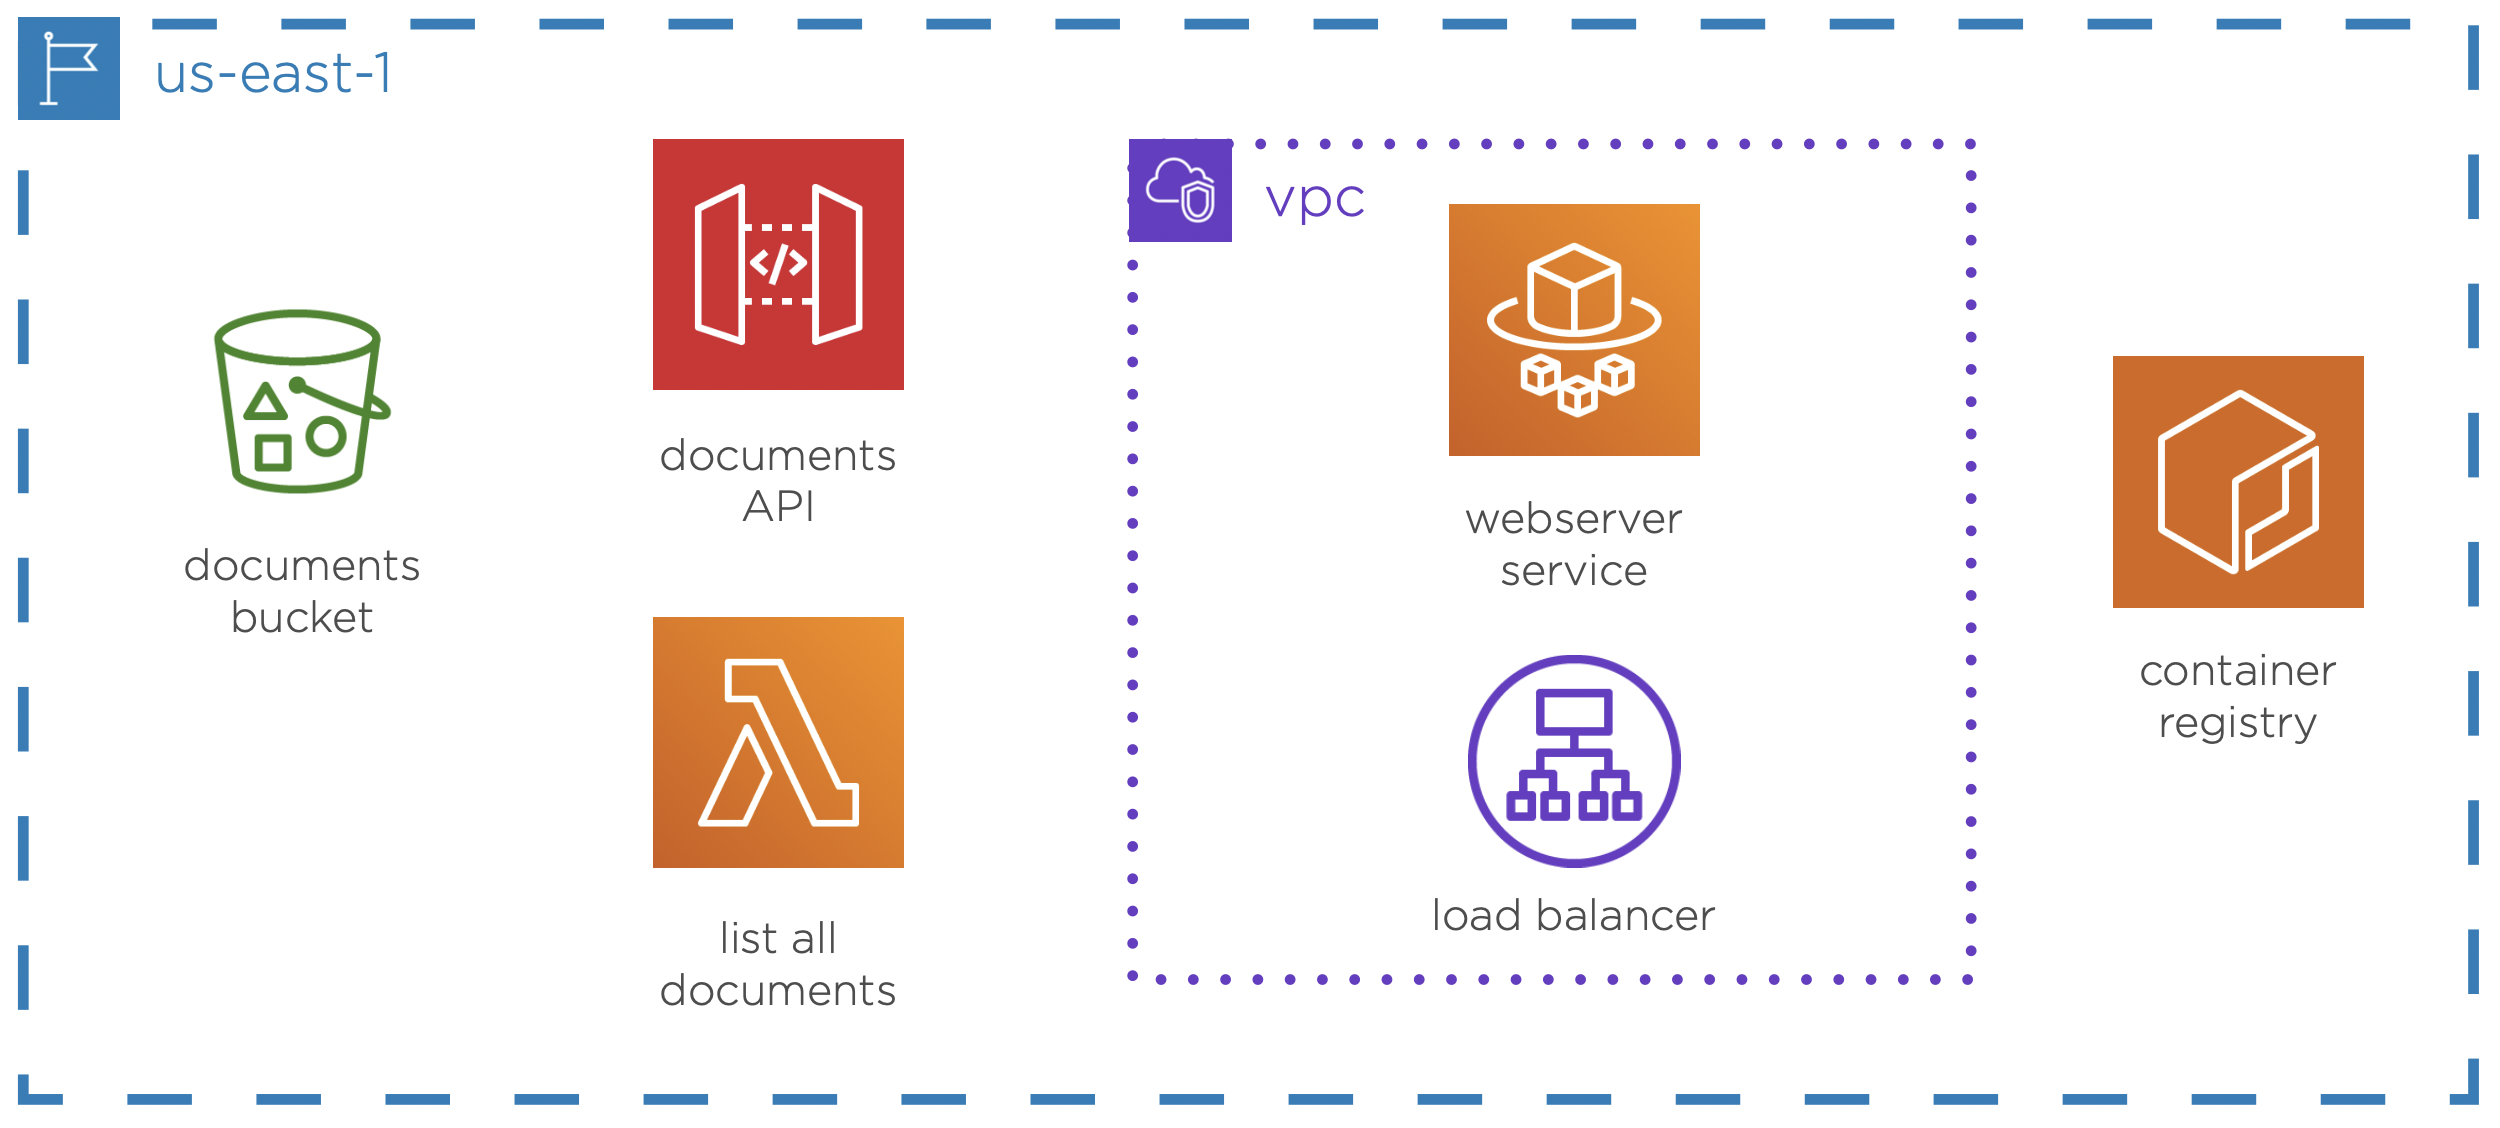 us-east-1
documents
bucket
documents
API
list all
documents
vpc
webserver
service
load balancer
container
registry